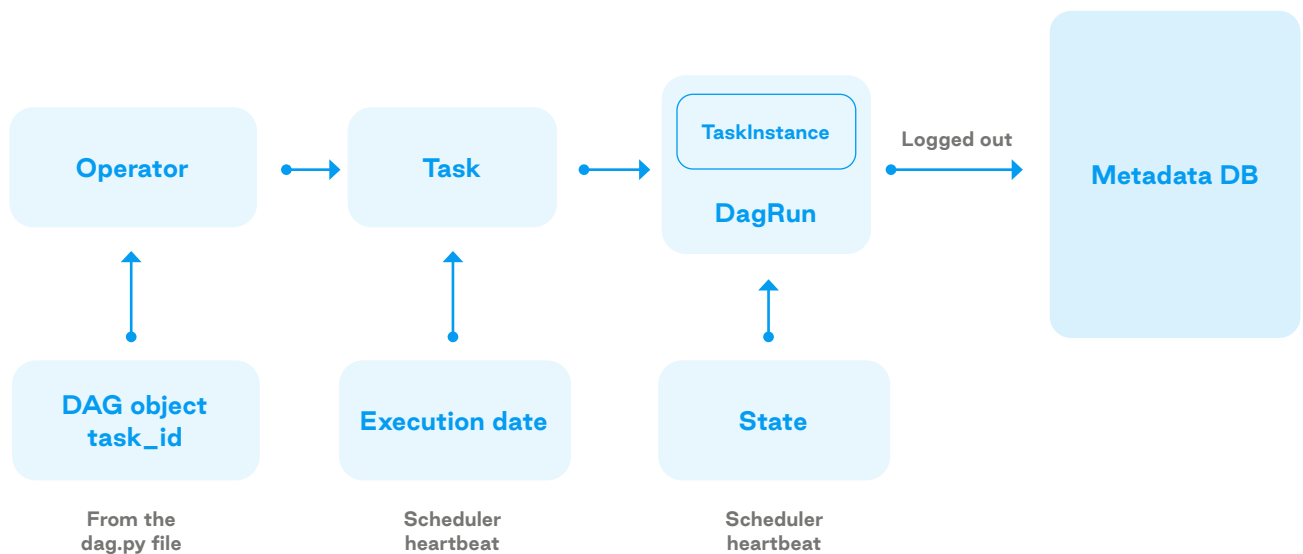 Operator
Task
TaskInstance
DagRun
Logged out
Metadata DB
DAG object
task_id
Execution date
State
From the
dag.py file
Scheduler
heartbeat
Scheduler
heartbeat